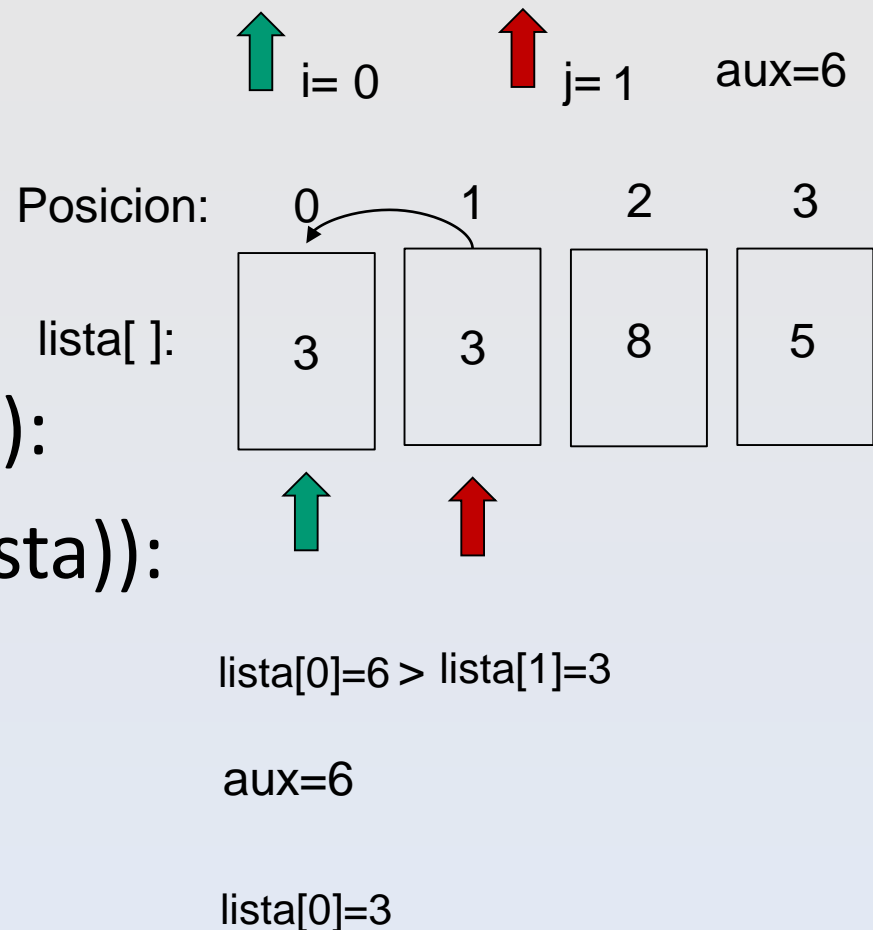 i= 0 j= 1 aux=6
Posicion: 0 1 2 3
lista[ ]: 3 3 8 5
):
sta)):
lista[0]=6 > lista[1]=3
aux=6
lista[0]=3